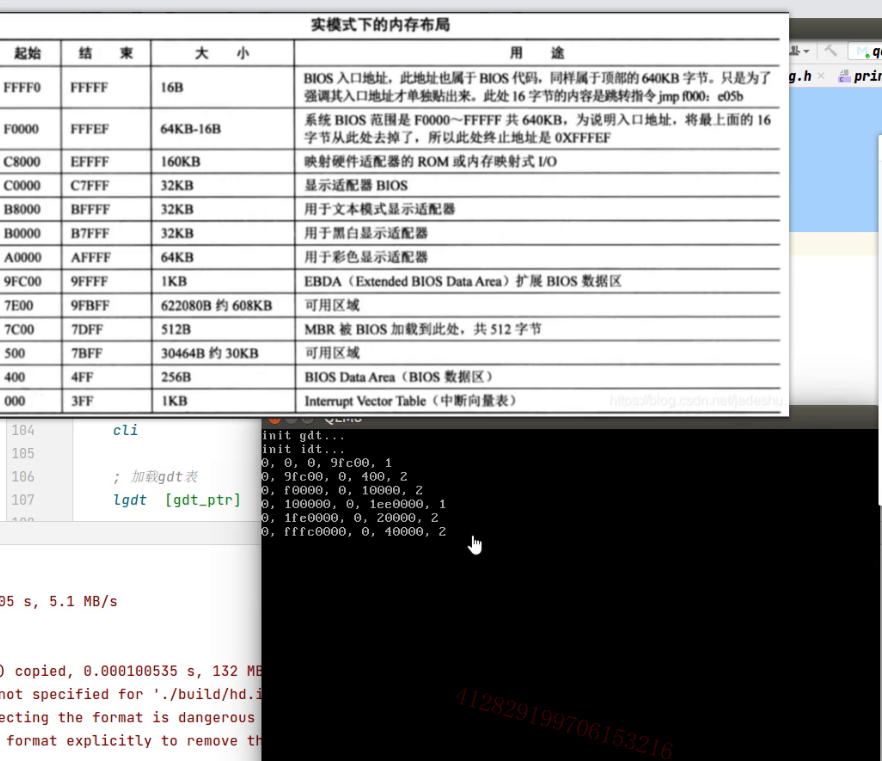 实模式下的内存布局
起始 结 束 大 小 用 途
FFFF0 FFFFF 16B BIOS 入口地址，此地址也属于 BIOS 代码，同样属于顶部的 640KB 字节。只是为了
强调其入口地址才单独贴出来。此处 16 字节的内容是跳转指令 jmp f000：e05b
F0000 FFFEF 64KB-16B 系统 BIOS 范围是 F0000～FFFFF 共 640KB，为说明入口地址，将最上面的 16
字节从此处去掉了，所以此处终止地址是 0XFFFEF
C8000 EFFFF 160KB 映射硬件适配器的 ROM 或内存映射式 I/O
C0000 C7FFF 32KB 显示适配器 BIOS
B8000 BFFFF 32KB 用于文本模式显示适配器
B0000 B7FFF 32KB 用于黑白显示适配器
A0000 AFFFF 64KB 用于彩色显示适配器
9FC00 9FFFF 1KB EBDA（Extended BIOS Data Area）扩展 BIOS 数据区
7E00 9FBFF 622080B 约 608KB 可用区域
7C00 7DFF 512B MBR 被 BIOS 加载到此处，共 512 字节
500 7BFF 30464B 约 30KB 可用区域
400 4FF 256B BIOS Data Area（BIOS 数据区）
000 3FF 1KB Interrupt Vector Table（中断向量表）
https://blog.csdn.net/jadeshu
g.h × prin
104 cli
105
106 ; 加载gdt表
107 lgdt [gdt_ptr]
QEMU
init gdt...
init idt...
0, 0, 0, 9fc00, 1
0, 9fc00, 0, 400, 2
0, f0000, 0, 10000, 2
0, 100000, 0, 1ee0000, 1
0, 1fe0000, 0, 20000, 2
0, fffc0000, 0, 40000, 2
05 s, 5.1 MB/s
) copied, 0.000100535 s, 132 MB
not specified for './build/hd.i
ecting the format is dangerous
format explicitly to remove th
412829199706153216